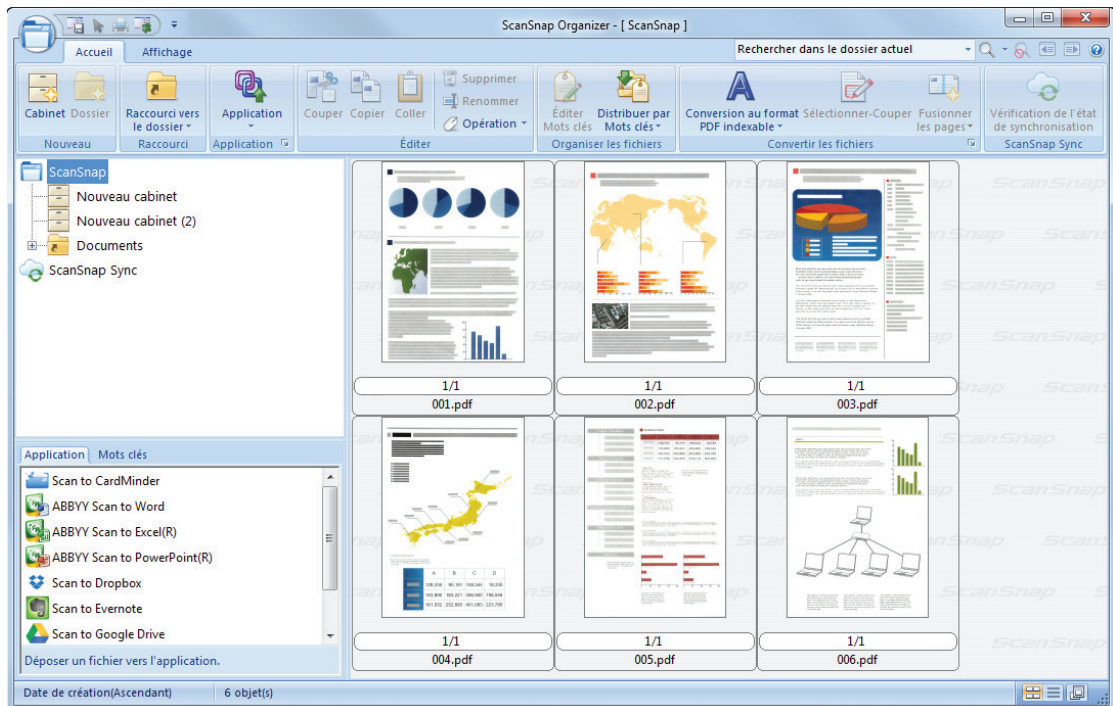 ScanSnap Organizer - [ ScanSnap ]
Accueil Affichage
Rechercher dans le dossier actuel
Cabinet Dossier
Nouveau
Raccourci vers
le dossier
Raccourci
Application
Application
Couper Copier Coller
Supprimer
Renommer
Opération
Éditer
Éditer
Mots clés
Distribuer par
Mots clés
Organiser les fichiers
Conversion au format
PDF indexable
Sélectionner-Couper
Fusionner
les pages
Convertir les fichiers
Vérification de l'état
de synchronisation
ScanSnap Sync
ScanSnap
Nouveau cabinet
Nouveau cabinet (2)
Documents
ScanSnap Sync
1/1 1/1 1/1
001.pdf 002.pdf 003.pdf
A B C D
1/1 1/1 1/1
004.pdf 005.pdf 006.pdf
Application Mots clés
Scan to CardMinder
ABBYY Scan to Word
ABBYY Scan to Excel(R)
ABBYY Scan to PowerPoint(R)
Scan to Dropbox
Scan to Evernote
Scan to Google Drive
Déposer un fichier vers l'application.
Date de création(Ascendant) 6 objet(s)